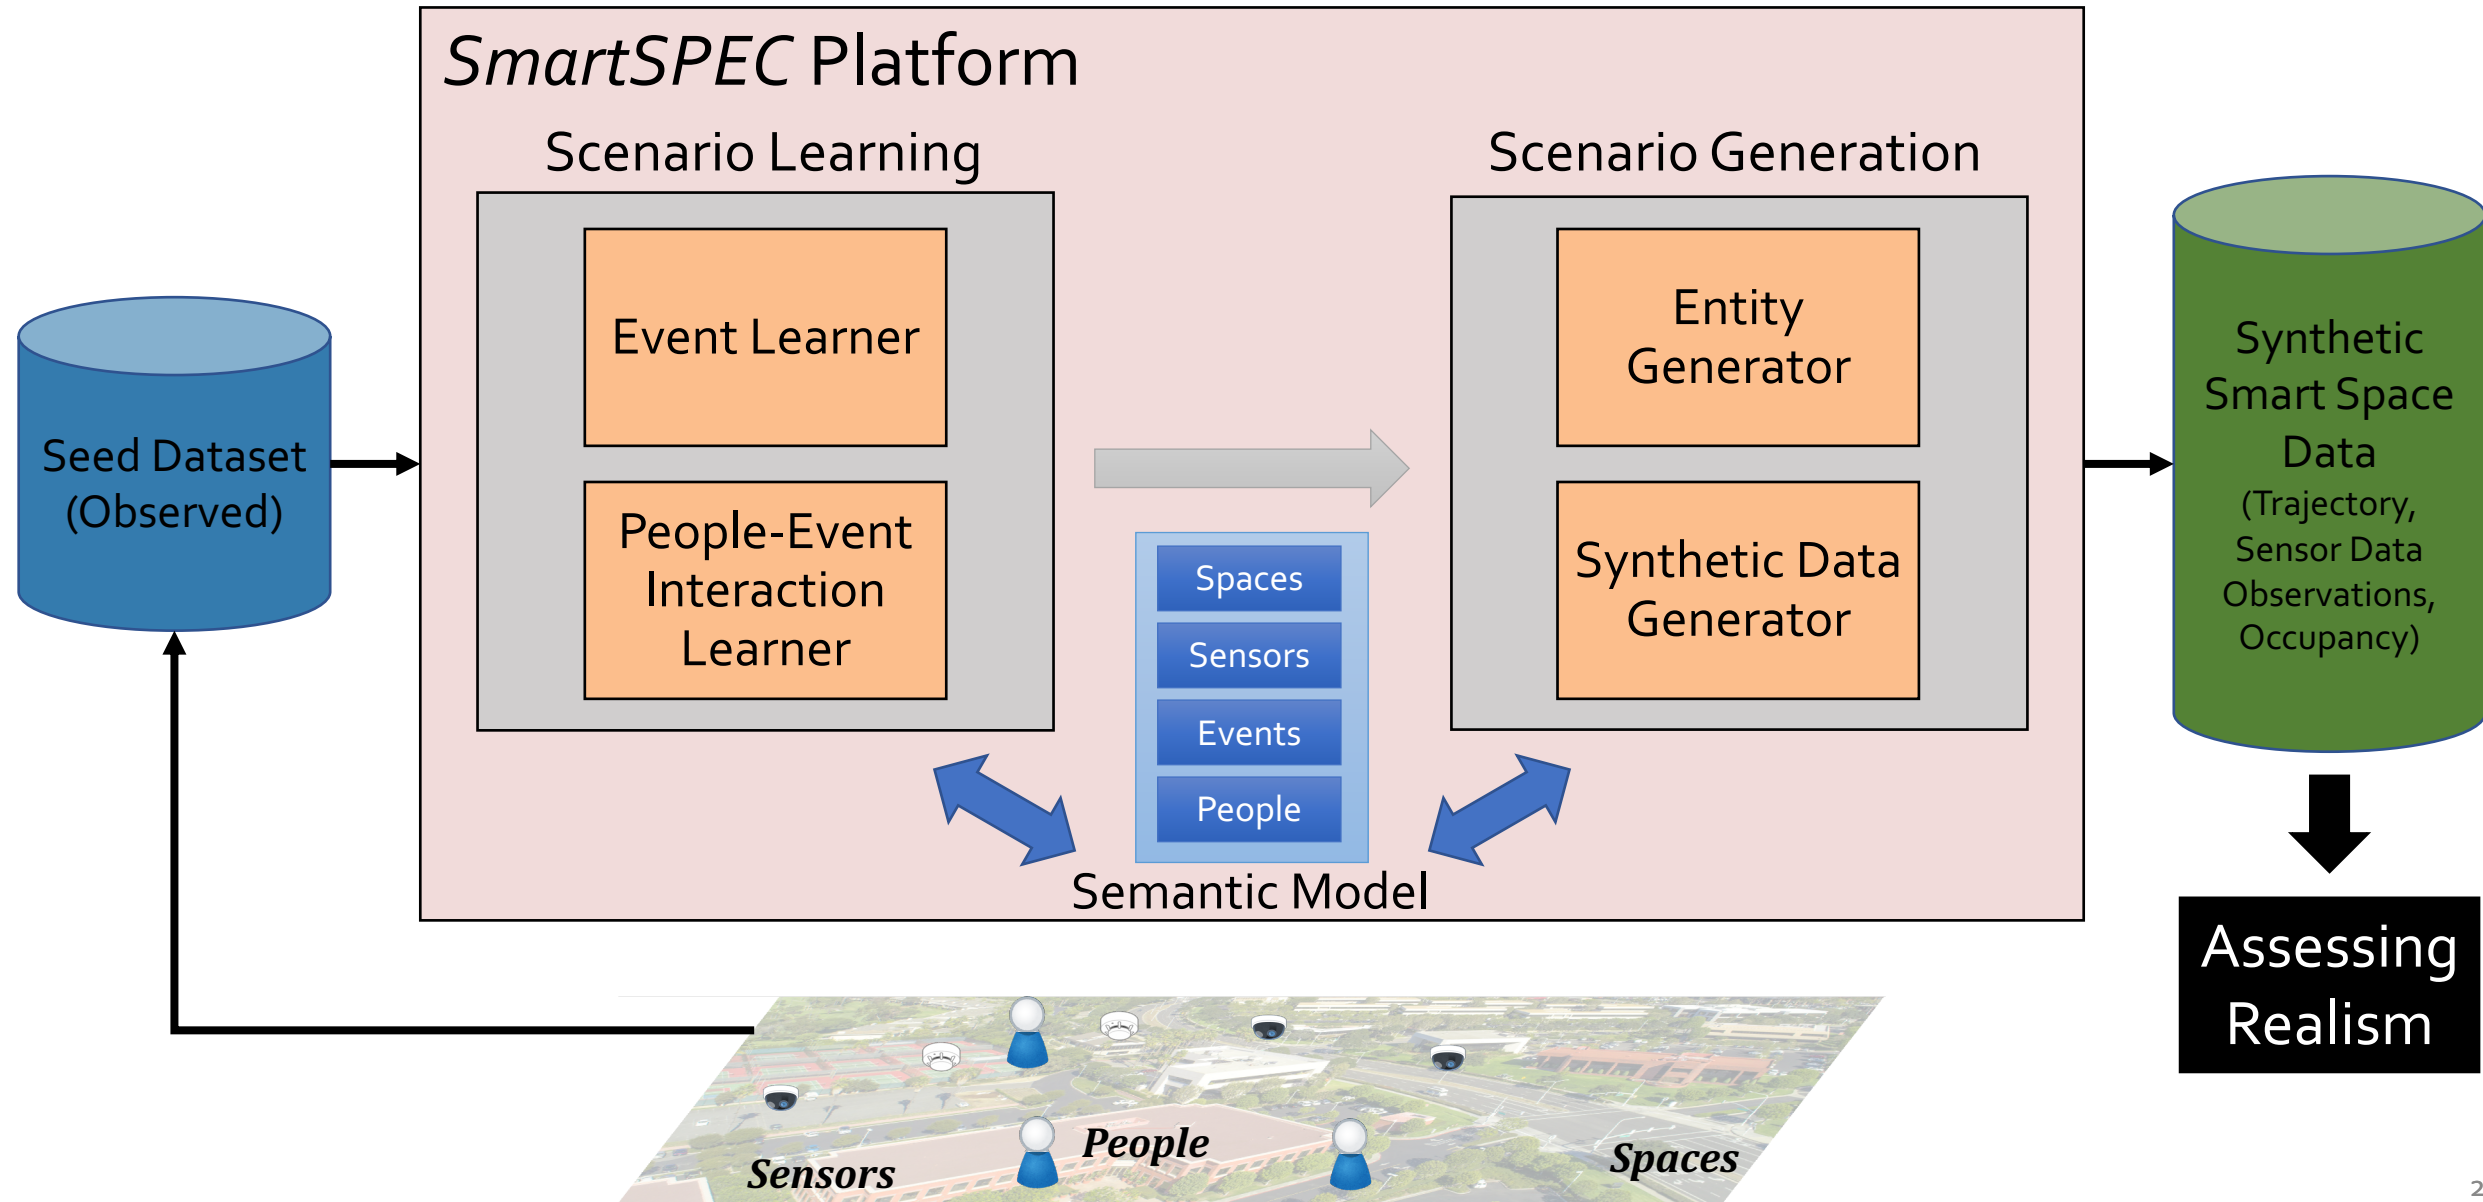 SmartSPEC Platform
Scenario Learning
Scenario Generation
Event Learner
People-Event
Interaction
Learner
Entity
Generator
Synthetic Data
Generator
Seed Dataset
(Observed)
Spaces
Sensors
Events
People
Semantic Model
Synthetic
Smart Space
Data
(Trajectory,
Sensor Data
Observations,
Occupancy)
Assessing
Realism
People
Sensors
Spaces
2